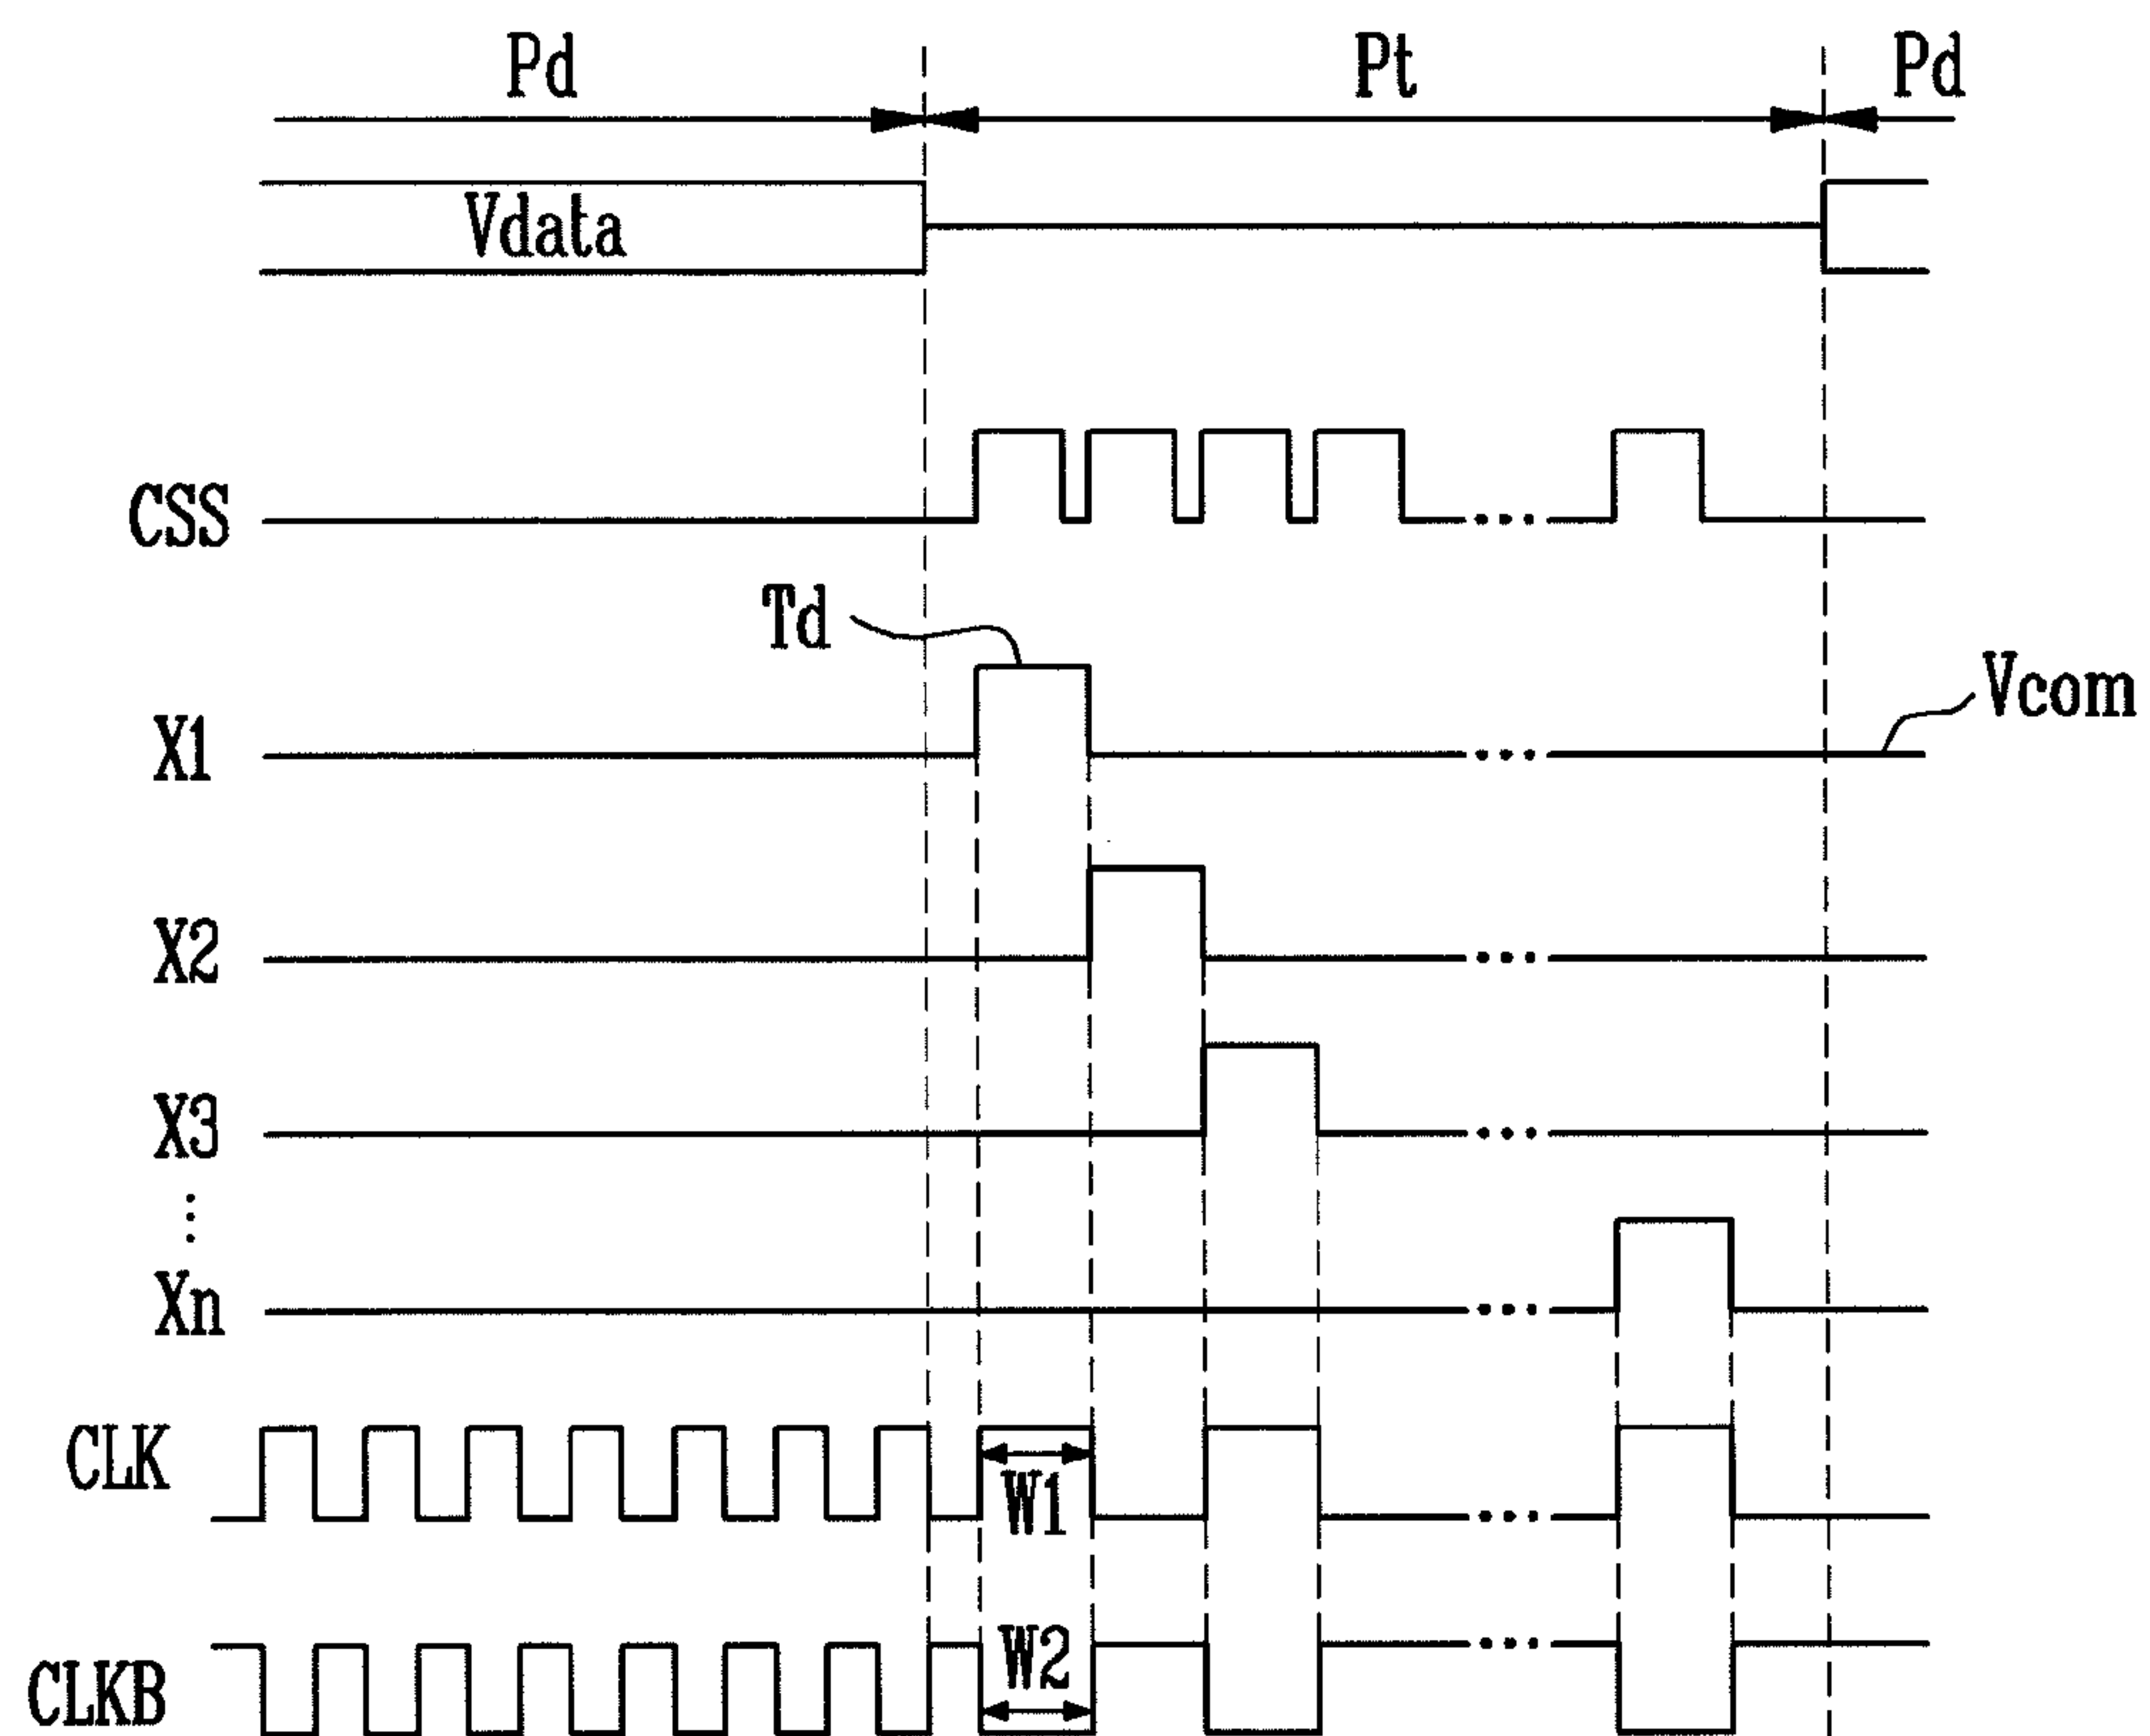 Pd Pt Pd
Vdata
CSS
Td
Vcom
X1
X2
X3
Xn
CLK
W1
W2
CLKB